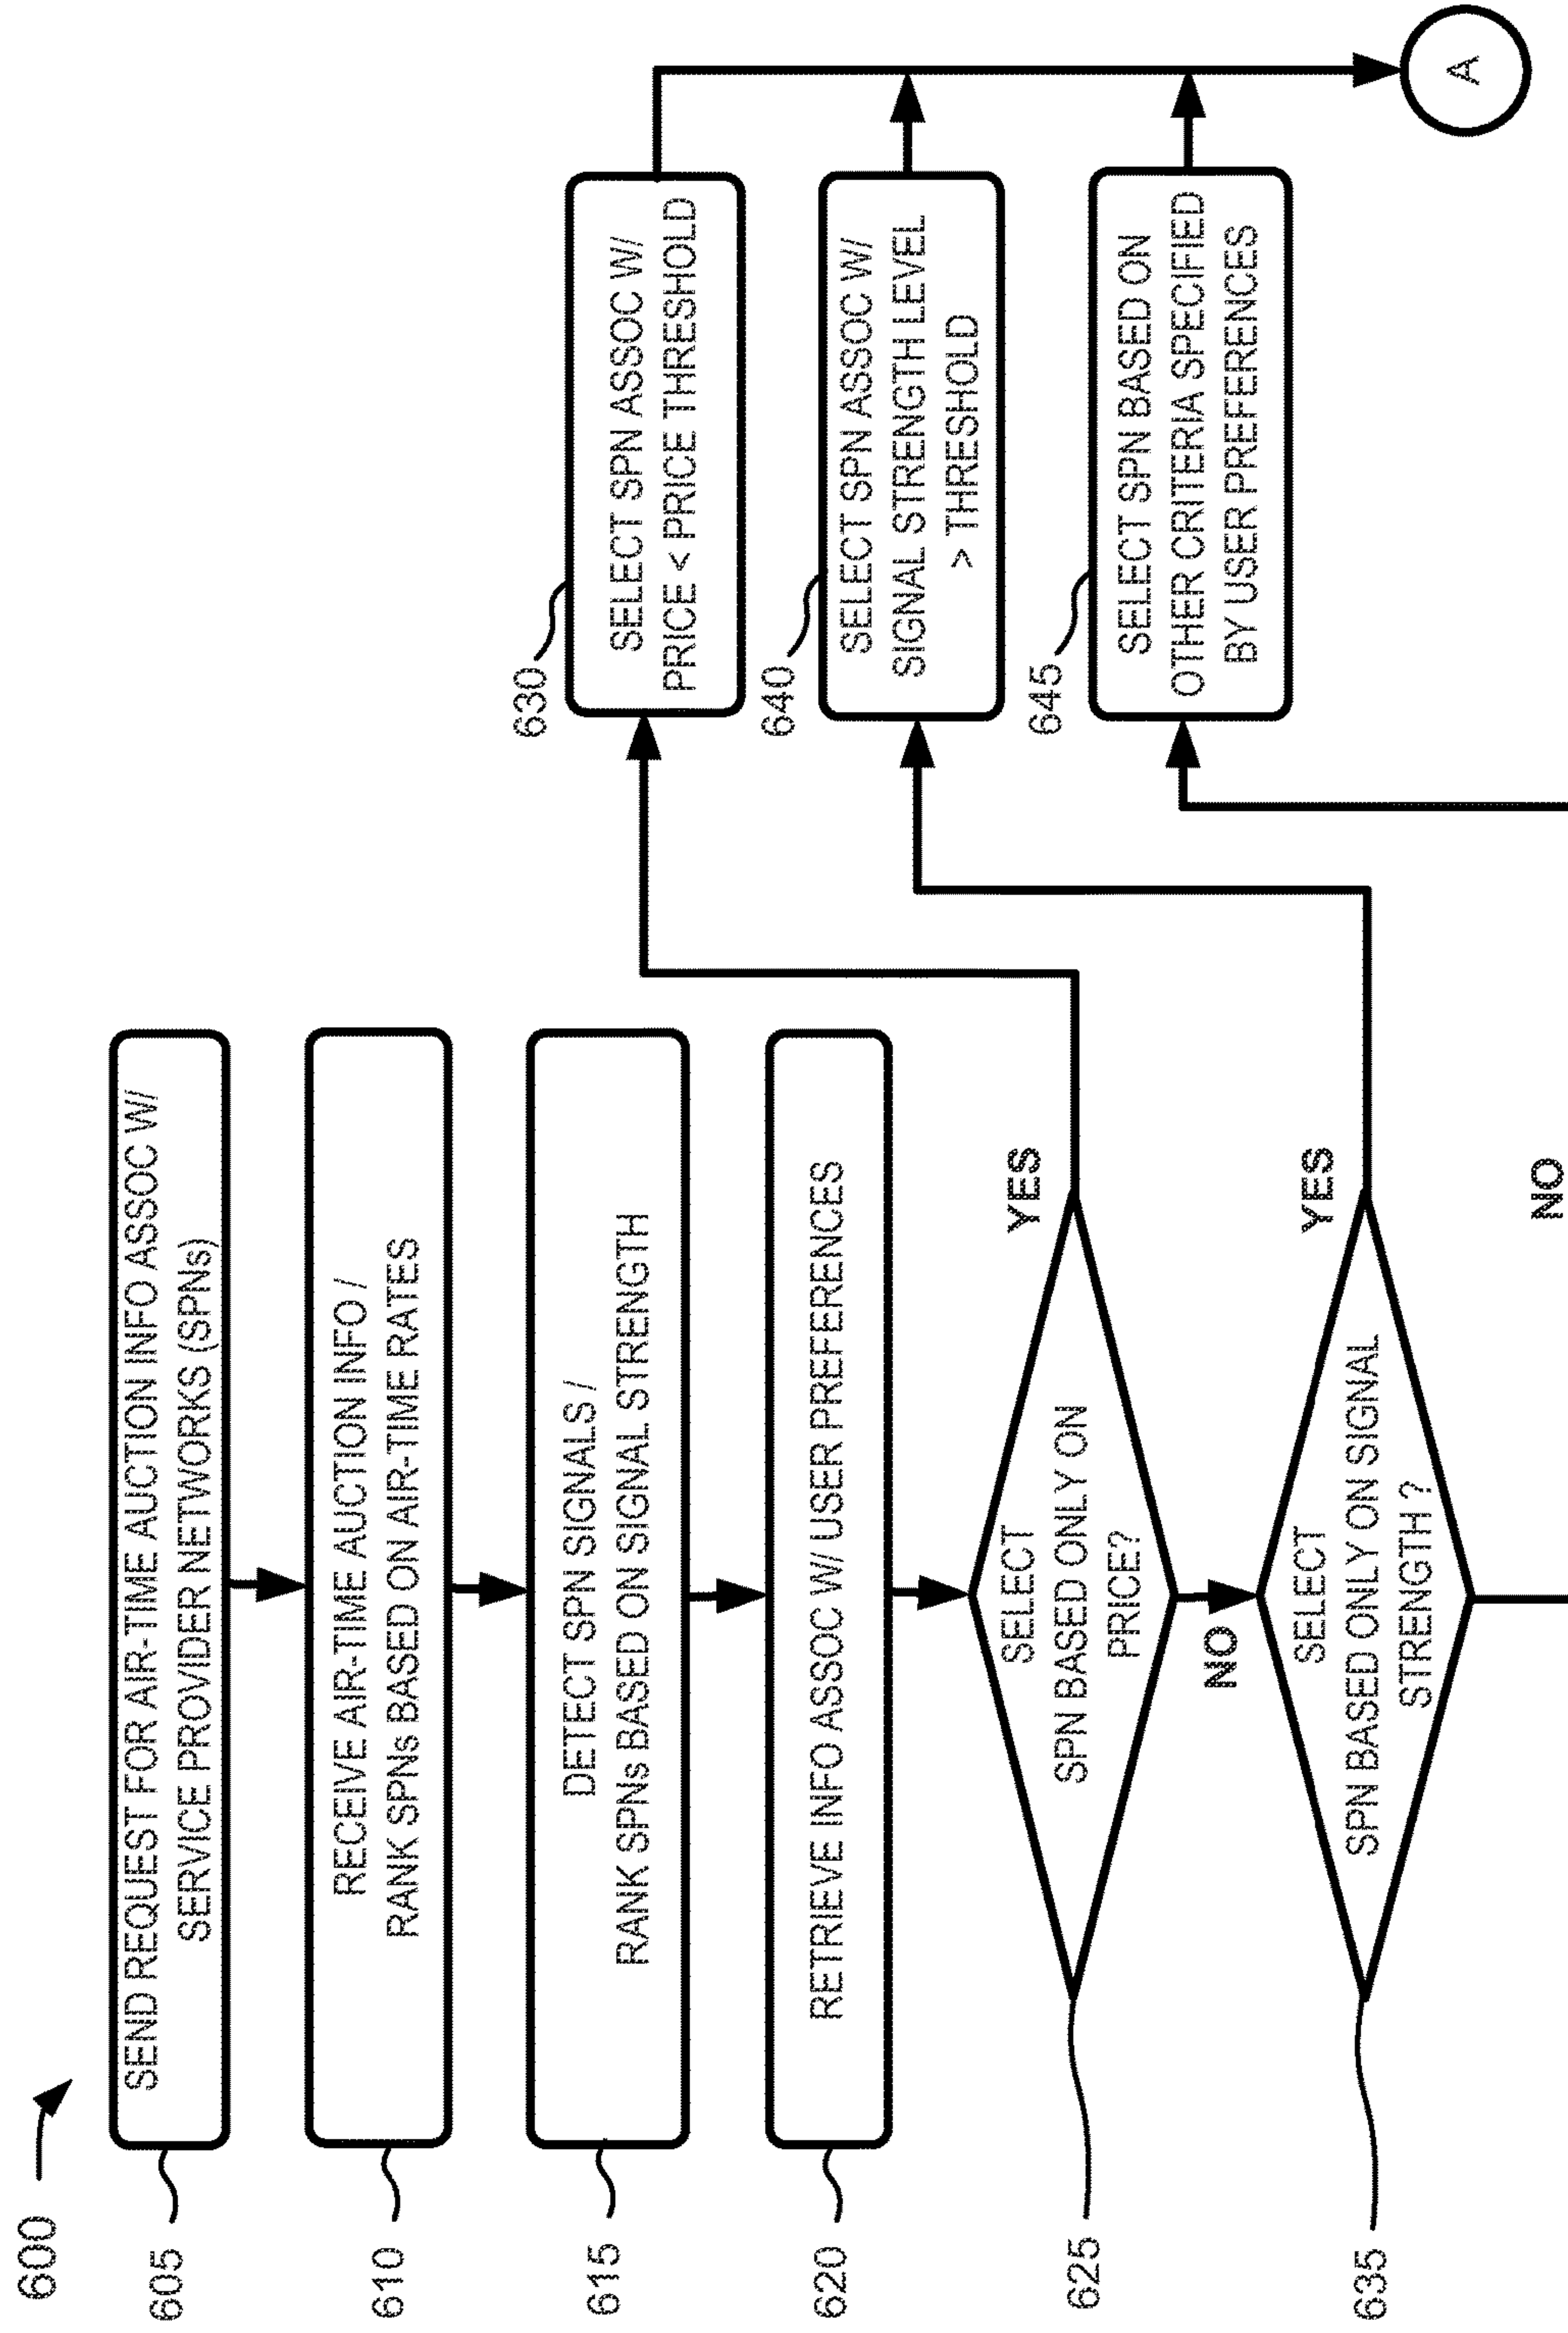 600
605
SEND REQUEST FOR AIR-TIME AUCTION INFO ASSOC W/
SERVICE PROVIDER NETWORKS (SPNs)
610
RECEIVE AIR-TIME AUCTION INFO /
RANK SPNs BASED ON AIR-TIME RATES
615
DETECT SPN SIGNALS /
RANK SPNs BASED ON SIGNAL STRENGTH
620
RETRIEVE INFO ASSOC W/ USER PREFERENCES
625
SELECT
SPN BASED ONLY ON
PRICE?
YES
NO
630
SELECT SPN ASSOC W/
PRICE < PRICE THRESHOLD
635
SELECT
SPN BASED ONLY ON SIGNAL
STRENGTH ?
YES
NO
640
SELECT SPN ASSOC W/
SIGNAL STRENGTH LEVEL
> THRESHOLD
645
SELECT SPN BASED ON
OTHER CRITERIA SPECIFIED
BY USER PREFERENCES
A